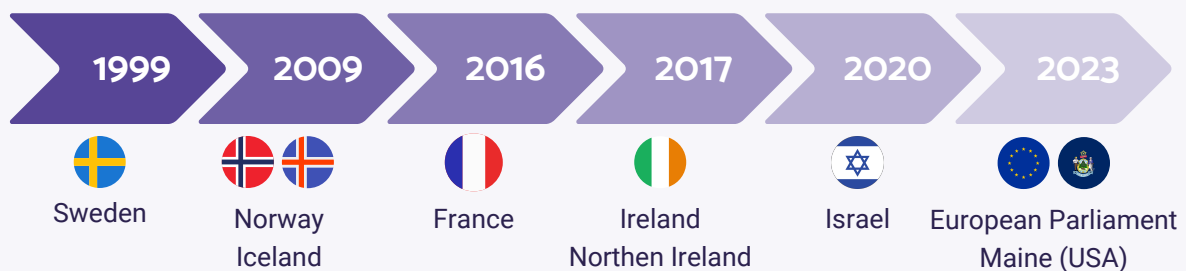 1999
2009
2016
2017
2020
2023
Sweden
Norway
Iceland
France
Ireland
Northen Ireland
Israel
European Parliament
Maine (USA)